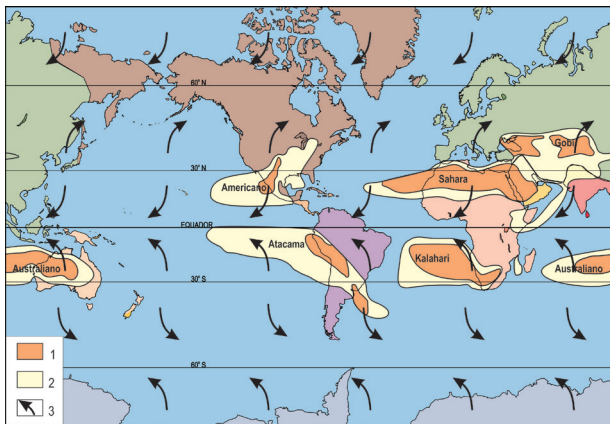 60° N
Gobi
30° N
Sahara
Americano
EQUADOR
Atacama
Kalahari
Australiano
Australiano
30° S
60° S
1
2
3